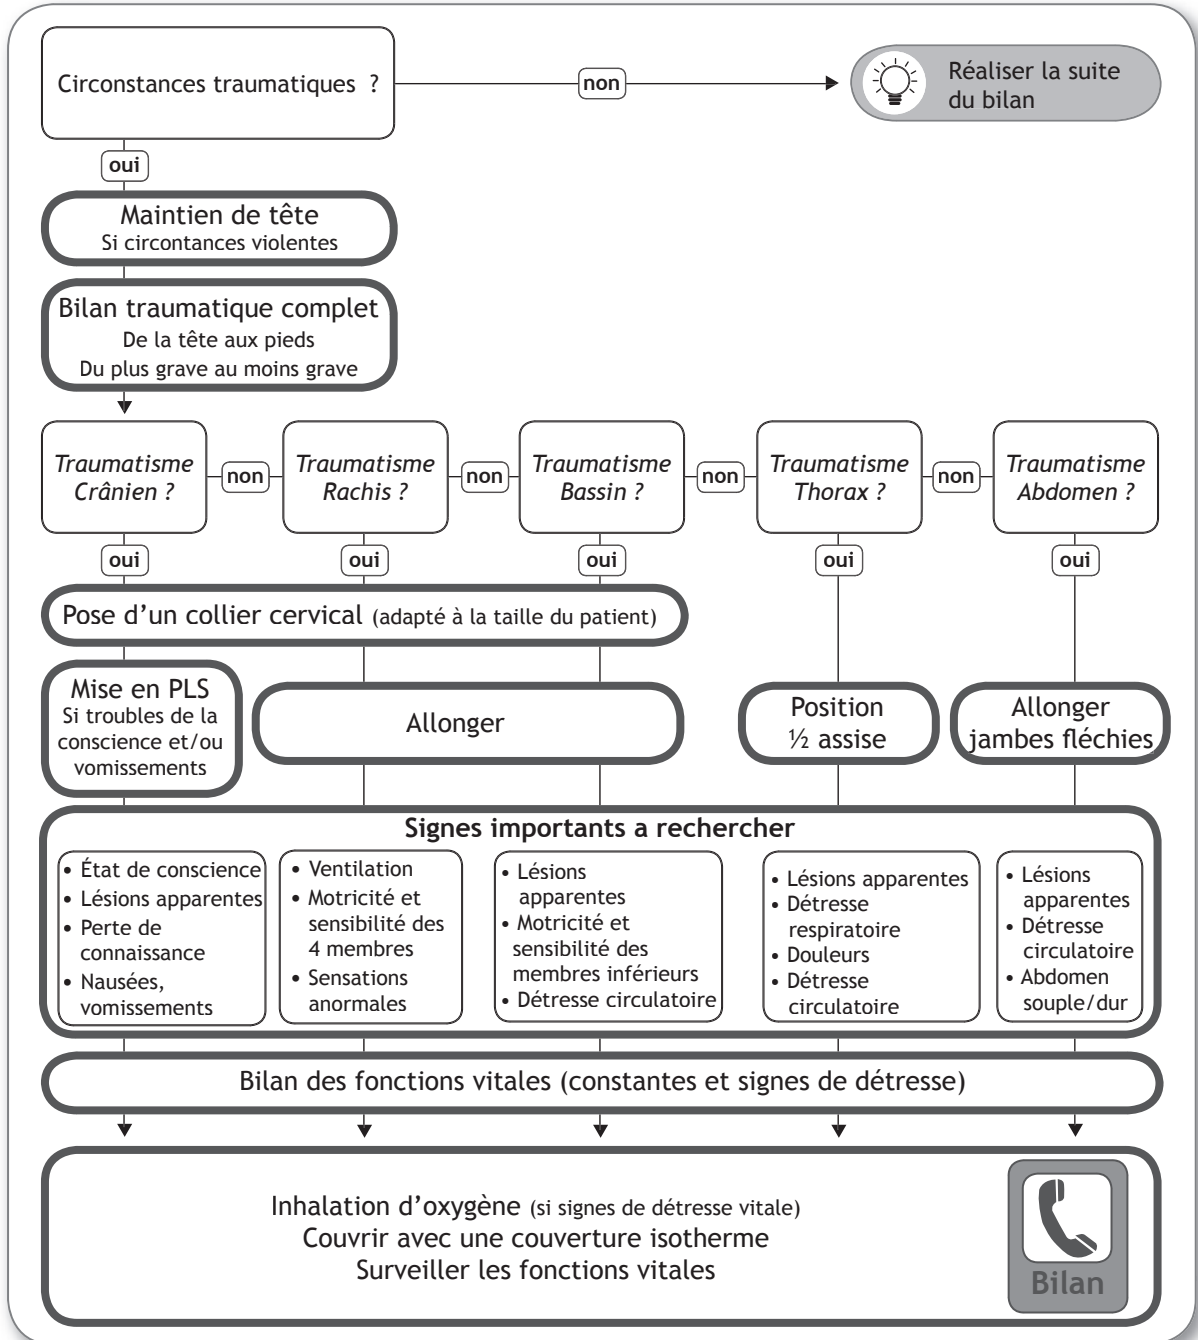 Circonstances traumatiques ?
non
Réaliser la suite
du bilan
oui
Maintien de tête
Si circontances violentes
Bilan traumatique complet
De la tête aux pieds
Du plus grave au moins grave
Traumatisme
Crânien ?
non
Traumatisme
Rachis ?
non
Traumatisme
Bassin ?
non
Traumatisme
Thorax ?
non
Traumatisme
Abdomen ?
oui
oui
oui
oui
oui
Pose d’un collier cervical (adapté à la taille du patient)
Mise en PLS
Si troubles de la
conscience et/ou
vomissements
Allonger
Position
½ assise
Allonger
jambes fléchies
Signes importants a rechercher
• État de conscience
• Lésions apparentes
• Perte de
connaissance
• Nausées,
vomissements
• Ventilation
• Motricité et
sensibilité des
4 membres
• Sensations
anormales
• Lésions
apparentes
• Motricité et
sensibilité des
membres inférieurs
• Détresse circulatoire
• Lésions apparentes
• Détresse
respiratoire
• Douleurs
• Détresse
circulatoire
• Lésions
apparentes
• Détresse
circulatoire
• Abdomen
souple/dur
Bilan des fonctions vitales (constantes et signes de détresse)
Inhalation d’oxygène (si signes de détresse vitale)
Couvrir avec une couverture isotherme
Surveiller les fonctions vitales
Bilan